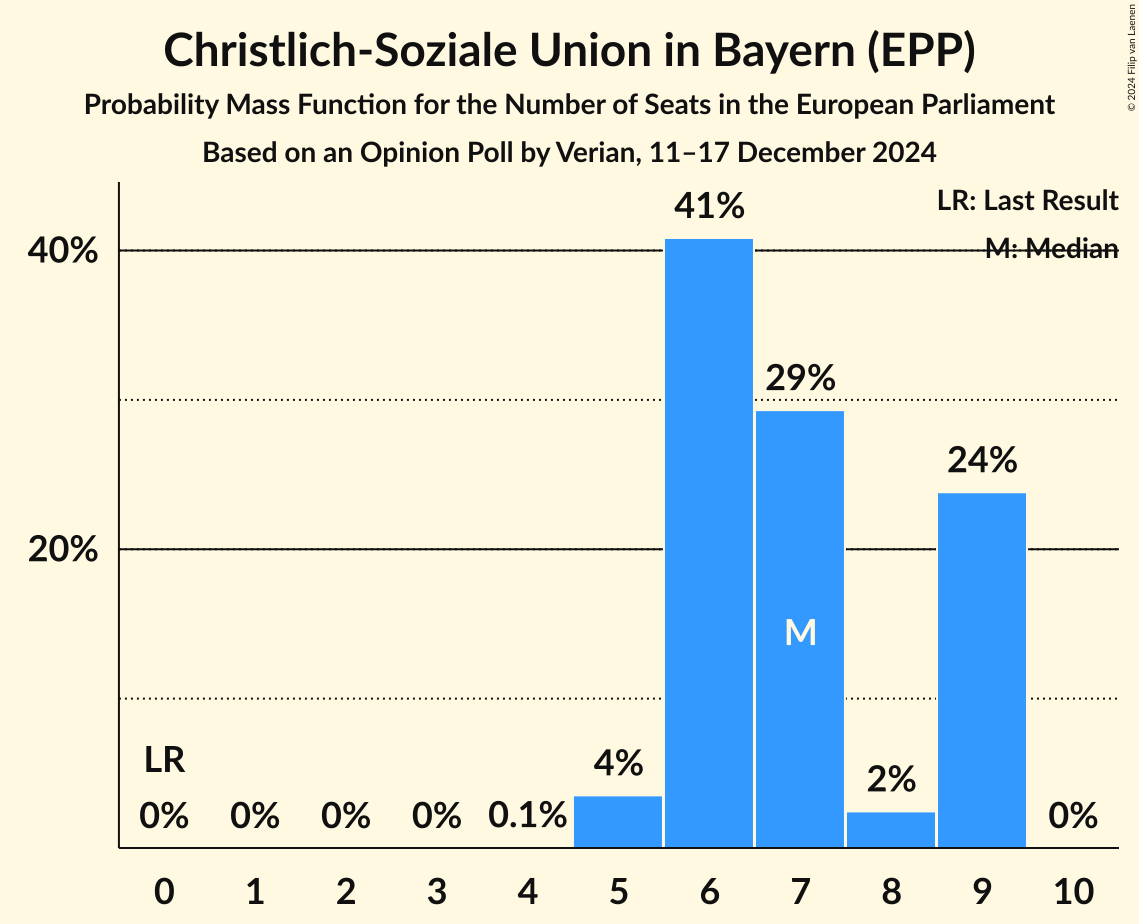 © 2024 Filip van Laenen
Christlich-Soziale Union in Bayern (EPP)
Probability Mass Function for the Number of Seats in the European Parliament
Based on an Opinion Poll by Verian, 11–17 December 2024
LR: Last Result
M: Median
40%
20%
41%
29%
24%
M
LR
4%
2%
0% 0% 0% 0% 0.1% 0%
0 1 2 3 4 5 6 7 8 9 10